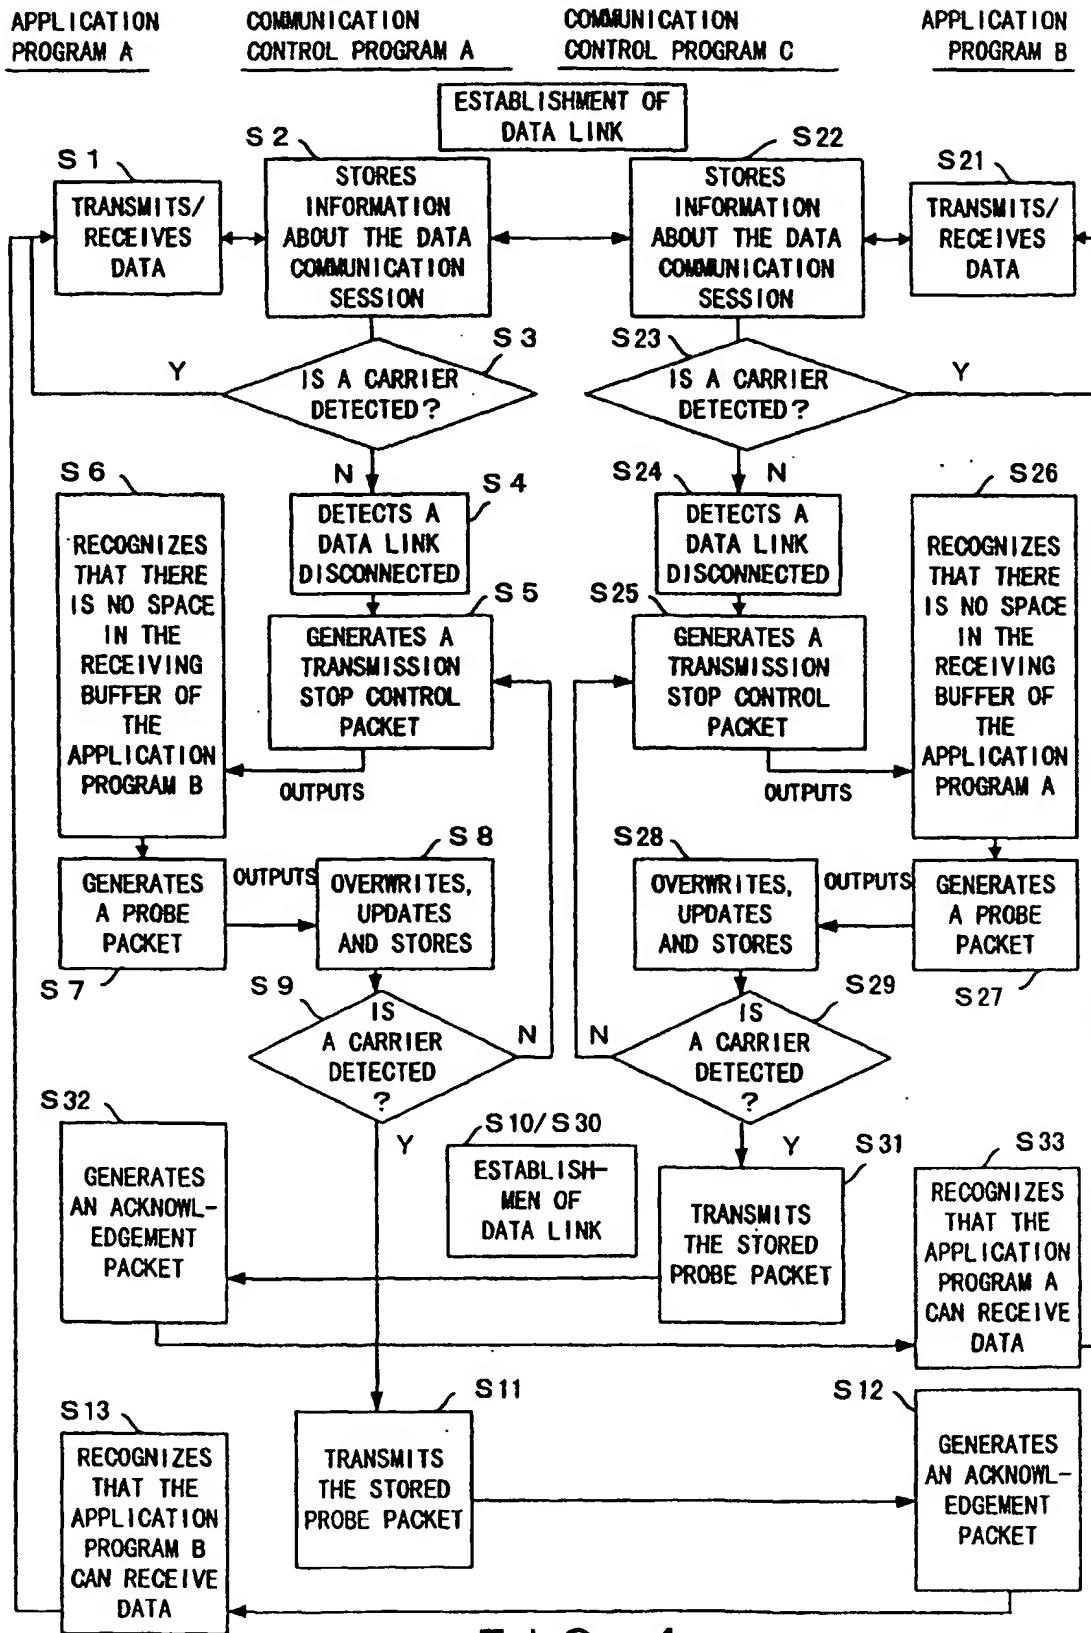 APPLICATION
PROGRAM A
COMMUNICATION
CONTROL PROGRAM A
COMMUNICATION
CONTROL PROGRAM C
APPLICATION
PROGRAM B
ESTABLISHMENT OF
DATA LINK
S1
TRANSMITS/
RECEIVES
DATA
S2
STORES
INFORMATION
ABOUT THE DATA
COMMUNICATION
SESSION
S22
STORES
INFORMATION
ABOUT THE DATA
COMMUNICATION
SESSION
S21
TRANSMITS/
RECEIVES
DATA
S3
Y
IS A CARRIER
DETECTED?
N
S23
Y
IS A CARRIER
DETECTED?
N
S6
RECOGNIZES
THAT THERE
IS NO SPACE
IN THE
RECEIVING
BUFFER OF
THE
APPLICATION
PROGRAM B
S4
DETECTS A
DATA LINK
DISCONNECTED
S24
DETECTS A
DATA LINK
DISCONNECTED
S26
RECOGNIZES
THAT THERE
IS NO SPACE
IN THE
RECEIVING
BUFFER OF
THE
APPLICATION
PROGRAM A
S5
GENERATES A
TRANSMISSION
STOP CONTROL
PACKET
OUTPUTS
S25
GENERATES A
TRANSMISSION
STOP CONTROL
PACKET
OUTPUTS
GENERATES
A PROBE
PACKET
S7
OUTPUTS
S8
OVERWRITES,
UPDATES
AND STORES
S28
OVERWRITES,
UPDATES
AND STORES
OUTPUTS
GENERATES
A PROBE
PACKET
S27
S9
IS
A CARRIER
DETECTED
?
N
Y
S29
IS
A CARRIER
DETECTED
?
N
Y
S32
GENERATES
AN ACKNOWL-
EDGEMENT
PACKET
S10/S30
ESTABLISH-
MEN OF
DATA LINK
S31
TRANSMITS
THE STORED
PROBE PACKET
S33
RECOGNIZES
THAT THE
APPLICATION
PROGRAM A
CAN RECEIVE
DATA
S13
RECOGNIZES
THAT THE
APPLICATION
PROGRAM B
CAN RECEIVE
DATA
S11
TRANSMITS
THE STORED
PROBE PACKET
S12
GENERATES
AN ACKNOWL-
EDGEMENT
PACKET